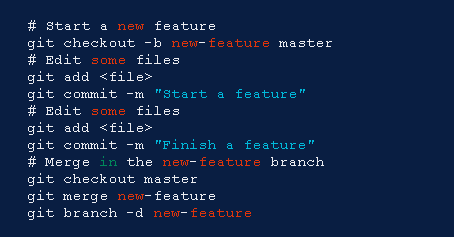 # Start a new feature
git checkout -b new-feature master
# Edit some files
git add <file>
git commit -m "Start a feature"
# Edit some files
git add <file>
git commit -m "Finish a feature"
# Merge in the new-feature branch
git checkout master
git merge new-feature
git branch -d new-feature